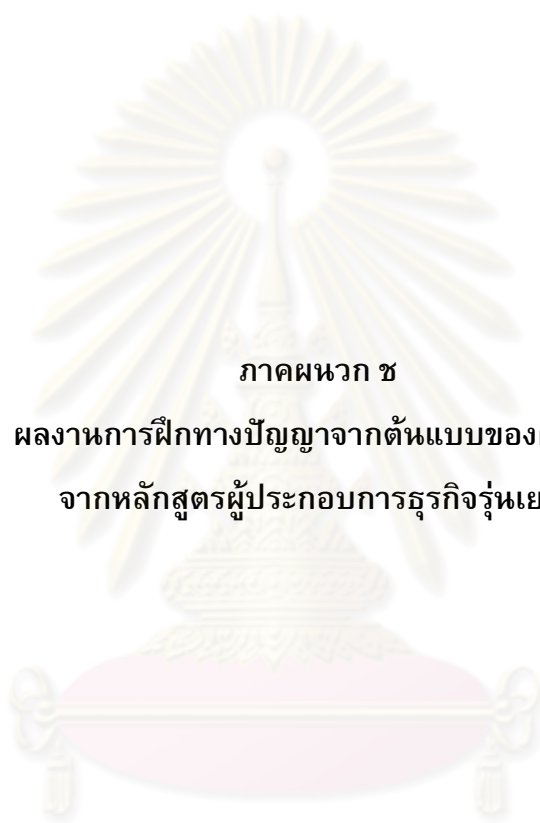 ภาคผนวก ช
ผลงานการฝึกทางปัญญาจากต้นแบบของ
จากหลักสูตรผู้ประกอบการธุรกิจรุ่นเย